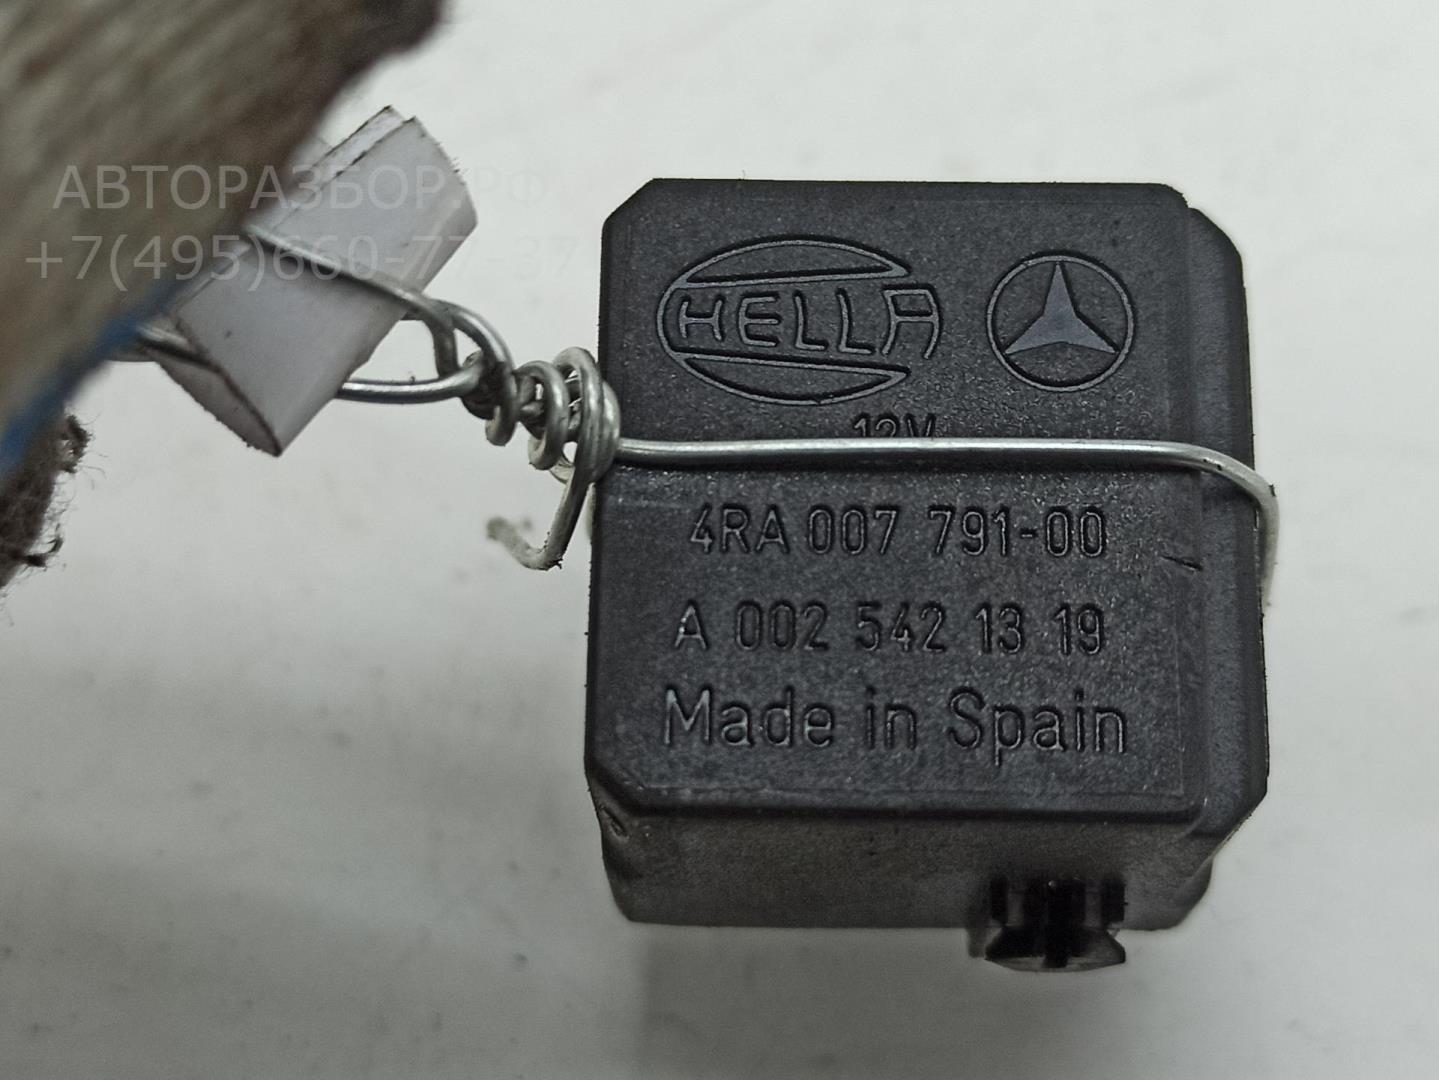 АВТОРАЗБОР.РФ
+7(495)660-77-37
HELLA
12V
4RA 007 791-00
A 002 542 13 19
Made in Spain